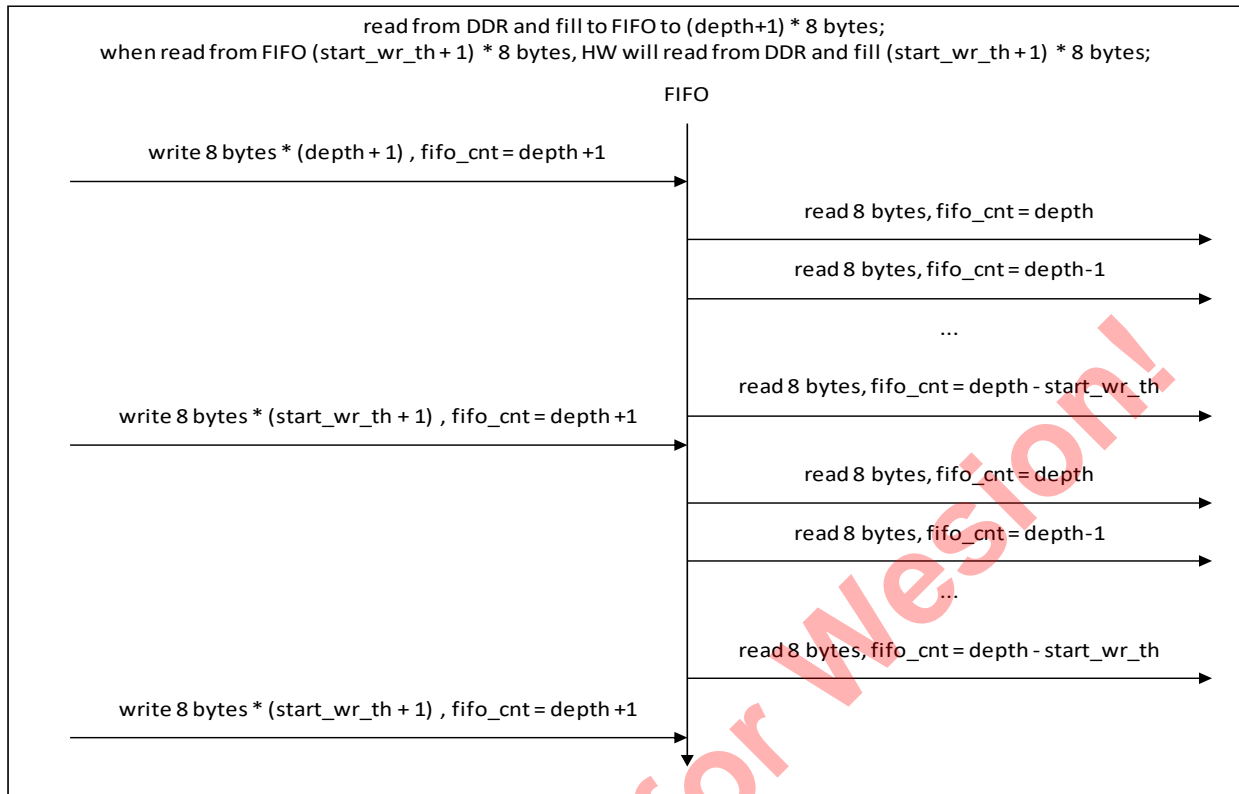 read from DDR and fill to FIFO to (depth+1) * 8 bytes;
when read from FIFO (start_wr_th + 1) * 8 bytes, HW will read from DDR and fill (start_wr_th + 1) * 8 bytes;
FIFO
write 8 bytes * (depth + 1) , fifo_cnt = depth +1
read 8 bytes, fifo_cnt = depth
read 8 bytes, fifo_cnt = depth-1
...
read 8 bytes, fifo_cnt = depth - start_wr_th
write 8 bytes * (start_wr_th + 1) , fifo_cnt = depth +1
read 8 bytes, fifo_cnt = depth
read 8 bytes, fifo_cnt = depth-1
...
read 8 bytes, fifo_cnt = depth - start_wr_th
write 8 bytes * (start_wr_th + 1) , fifo_cnt = depth +1
for Wesion!